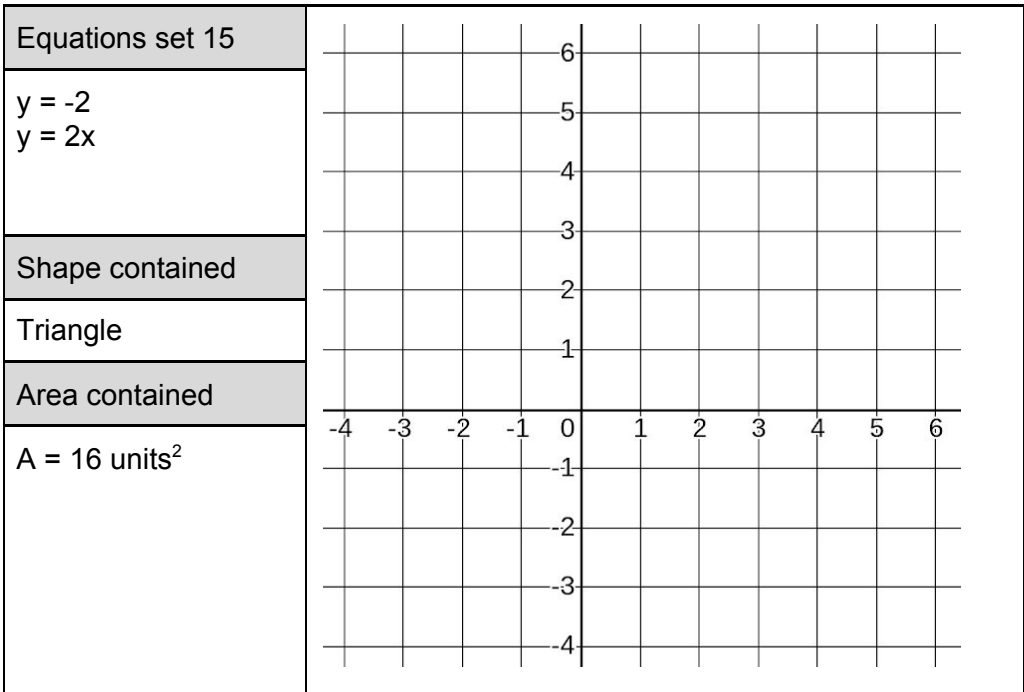 Equations set 15
y = -2
y = 2x
Shape contained
Triangle
Area contained
A = 16 units²
6
5
4
3
2
1
-4 -3 -2 -1 0 1 2 3 4 5 6
-1
-2
-3
-4